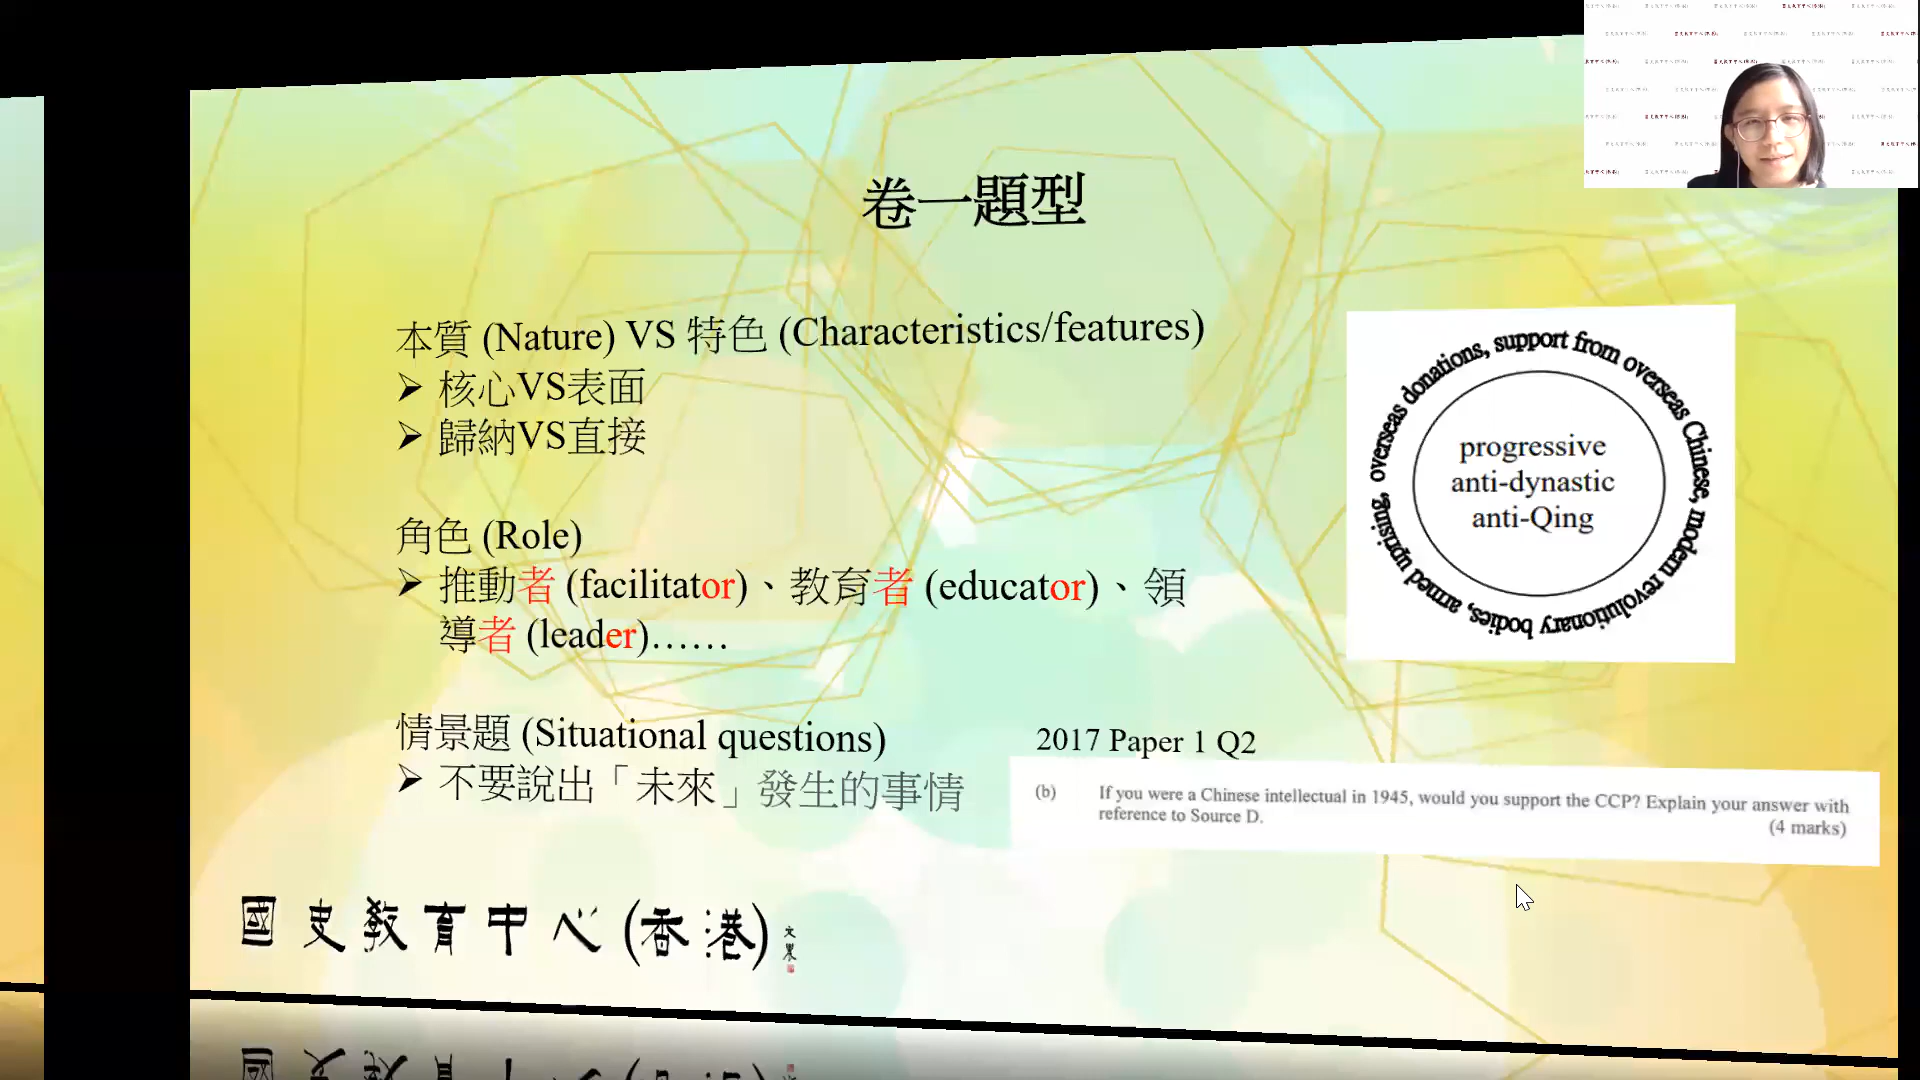 卷一題型
本質 (Nature) VS 特色 (Characteristics/features)
➢ 核心VS表面
➢ 歸納VS直接
角色 (Role)
➢ 推動者 (facilitator)、教育者 (educator)、領
導者 (leader)……
情景題 (Situational questions)
➢ 不要說出「未來」發生的事情
overseas donations, support from overseas Chinese, modern revolutionary bodies, armed uprising,
progressive
anti-dynastic
anti-Qing
2017 Paper 1 Q2
(b) If you were a Chinese intellectual in 1945, would you support the CCP? Explain your answer with
reference to Source D.
(4 marks)
國史教育中心(香港)